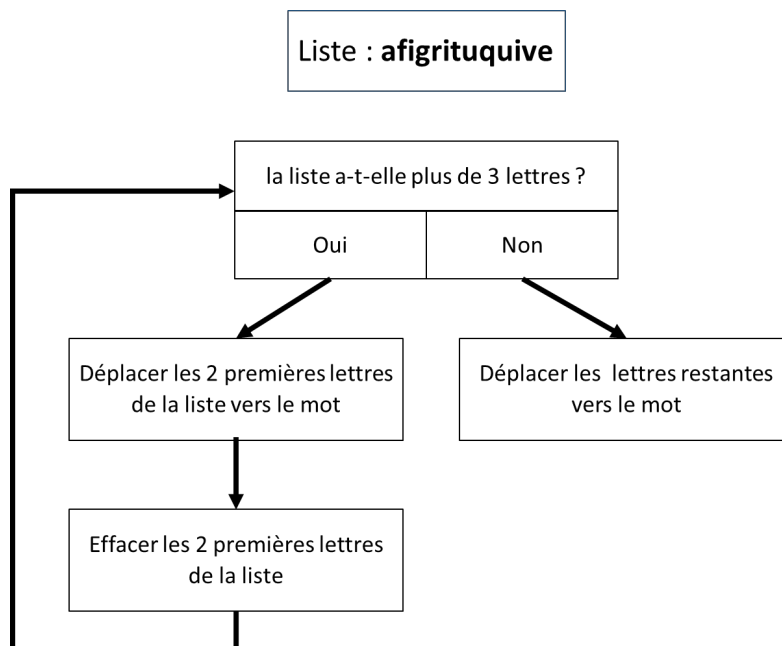 Liste : afigrituquive
la liste a-t-elle plus de 3 lettres ?
Oui
Non
Déplacer les 2 premières lettres
de la liste vers le mot
Déplacer les lettres restantes
vers le mot
Effacer les 2 premières lettres
de la liste